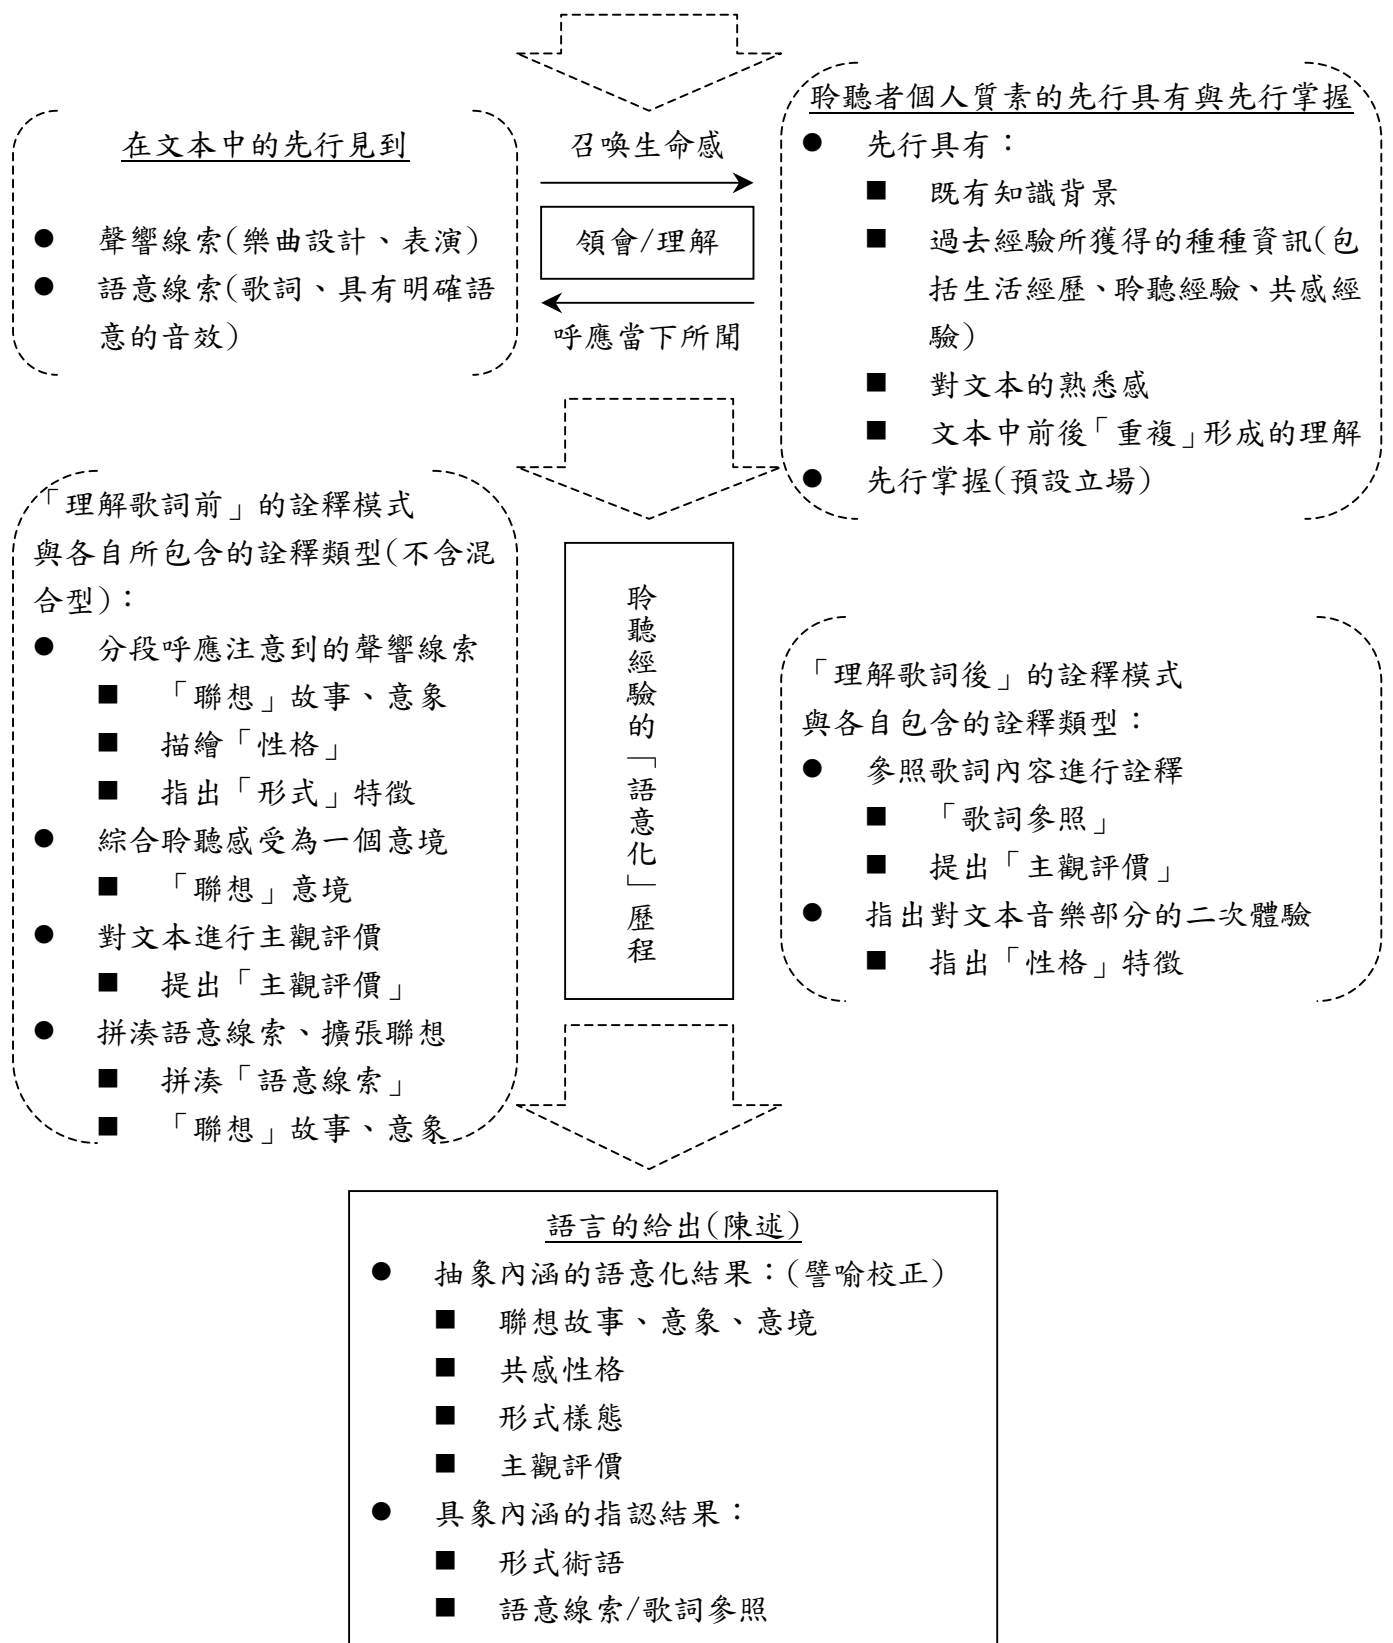 在文本中的先行見到
● 聲響線索(樂曲設計、表演)
● 語意線索(歌詞、具有明確語
意的音效)
召喚生命感
領會/理解
呼應當下所聞
聆聽者個人質素的先行具有與先行掌握
● 先行具有：
■ 既有知識背景
■ 過去經驗所獲得的種種資訊(包
括生活經歷、聆聽經驗、共感經
驗)
■ 對文本的熟悉感
■ 文本中前後「重複」形成的理解
● 先行掌握(預設立場)
「理解歌詞前」的詮釋模式
與各自所包含的詮釋類型(不含混
合型)：
● 分段呼應注意到的聲響線索
■ 「聯想」故事、意象
■ 描繪「性格」
■ 指出「形式」特徵
● 綜合聆聽感受為一個意境
■ 「聯想」意境
● 對文本進行主觀評價
■ 提出「主觀評價」
● 拼湊語意線索、擴張聯想
■ 拼湊「語意線索」
■ 「聯想」故事、意象
聆聽經驗的「語意化」歷程
「理解歌詞後」的詮釋模式
與各自包含的詮釋類型：
● 參照歌詞內容進行詮釋
■ 「歌詞參照」
■ 提出「主觀評價」
● 指出對文本音樂部分的二次體驗
■ 指出「性格」特徵
語言的給出(陳述)
● 抽象內涵的語意化結果：(譬喻校正)
■ 聯想故事、意象、意境
■ 共感性格
■ 形式樣態
■ 主觀評價
● 具象內涵的指認結果：
■ 形式術語
■ 語意線索/歌詞參照